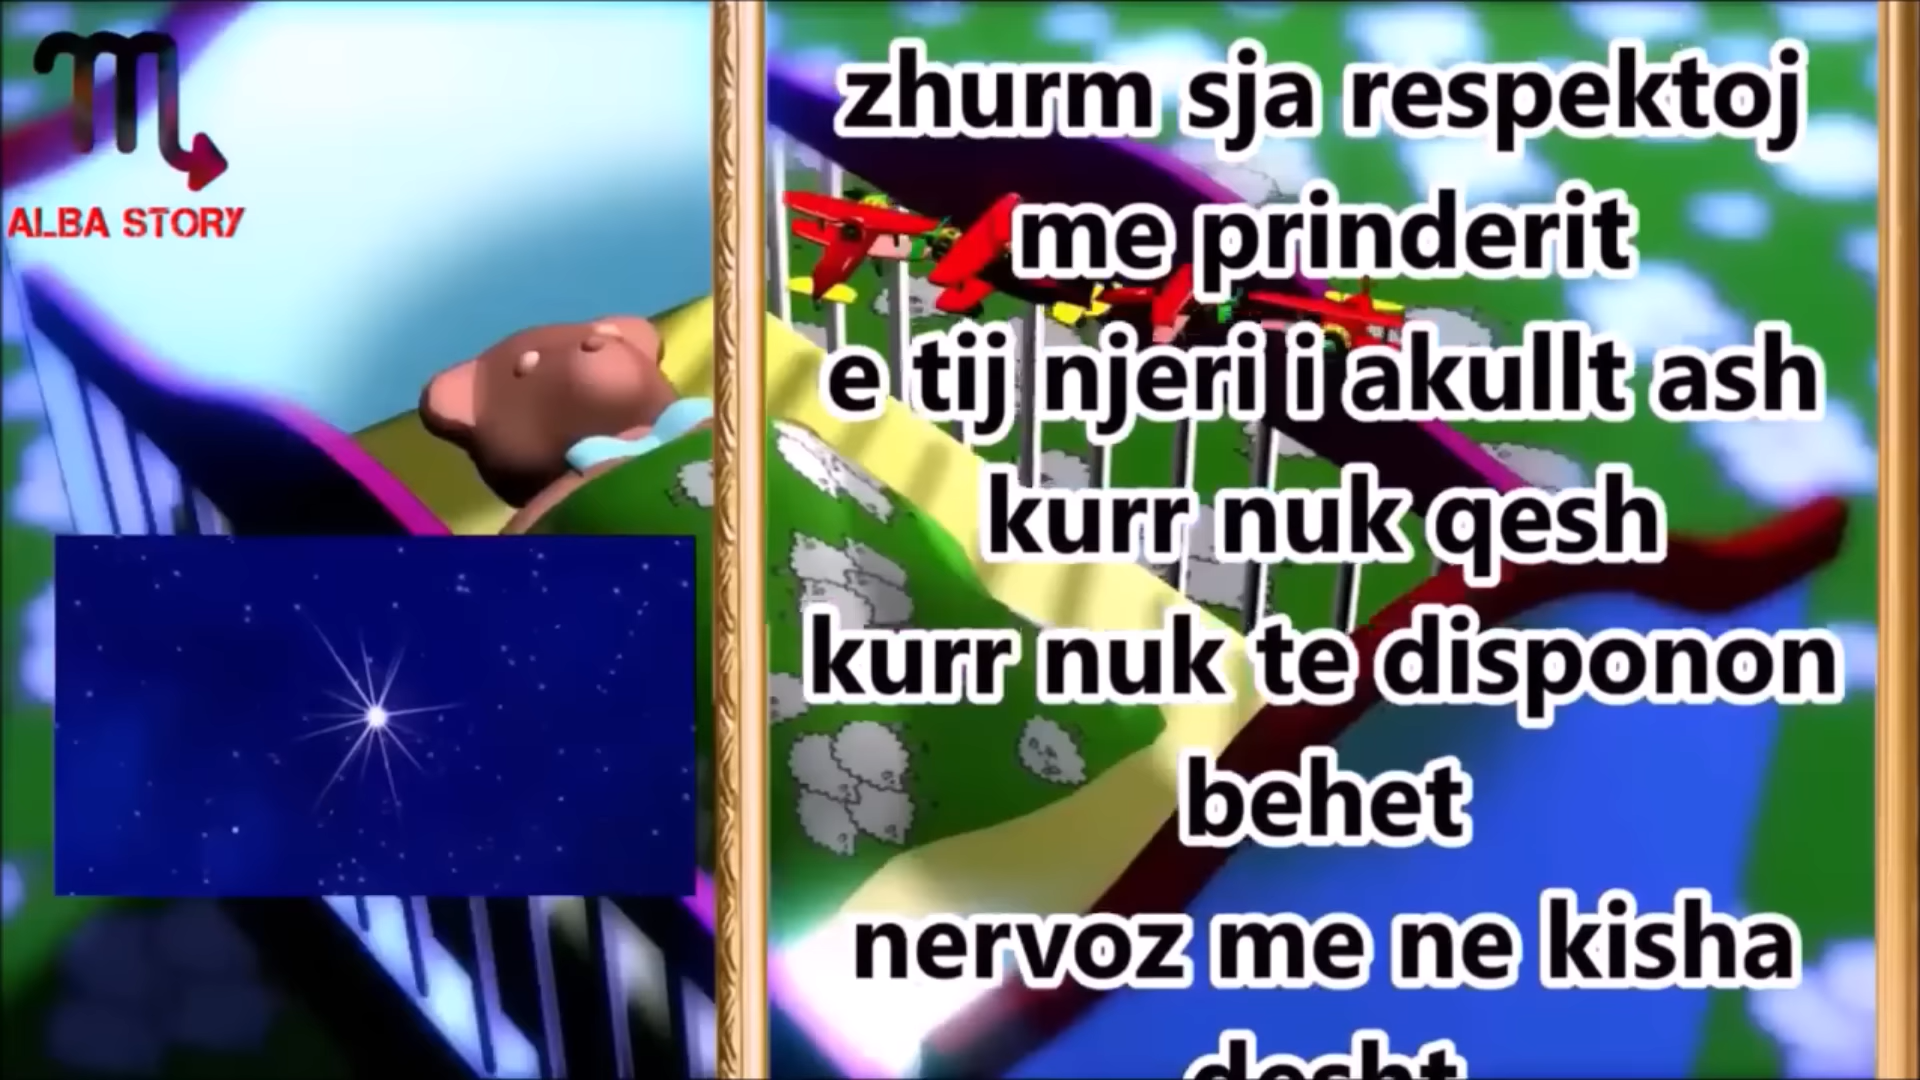 ALBA STORY
zhurm sja respektoj
me prinderit
e tij njeri i akullt ash
kurr nuk qesh
kurr nuk te disponon
behet
nervoz me ne kisha